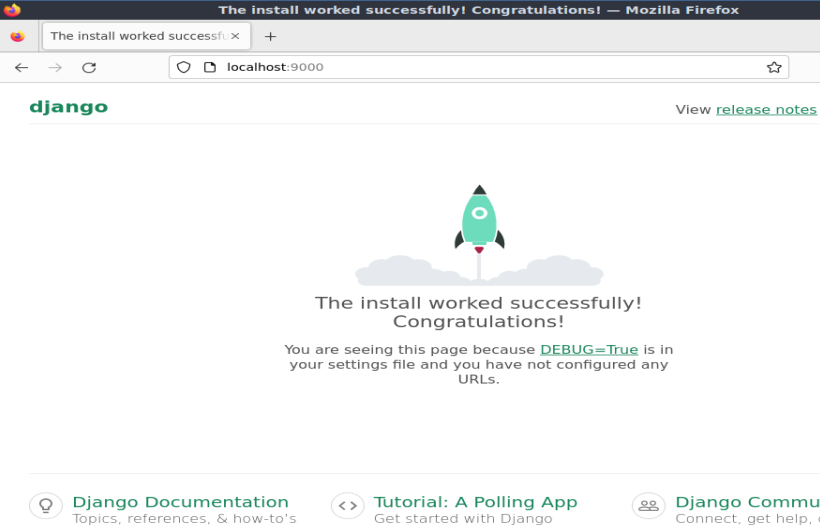 The install worked successfully! Congratulations! — Mozilla Firefox
The install worked successfu
localhost:9000
django
View release notes
The install worked successfully!
Congratulations!
You are seeing this page because DEBUG=True is in
your settings file and you have not configured any
URLs.
Django Documentation
Topics, references, & how-to's
Tutorial: A Polling App
Get started with Django
Django Commu
Connect, get help,